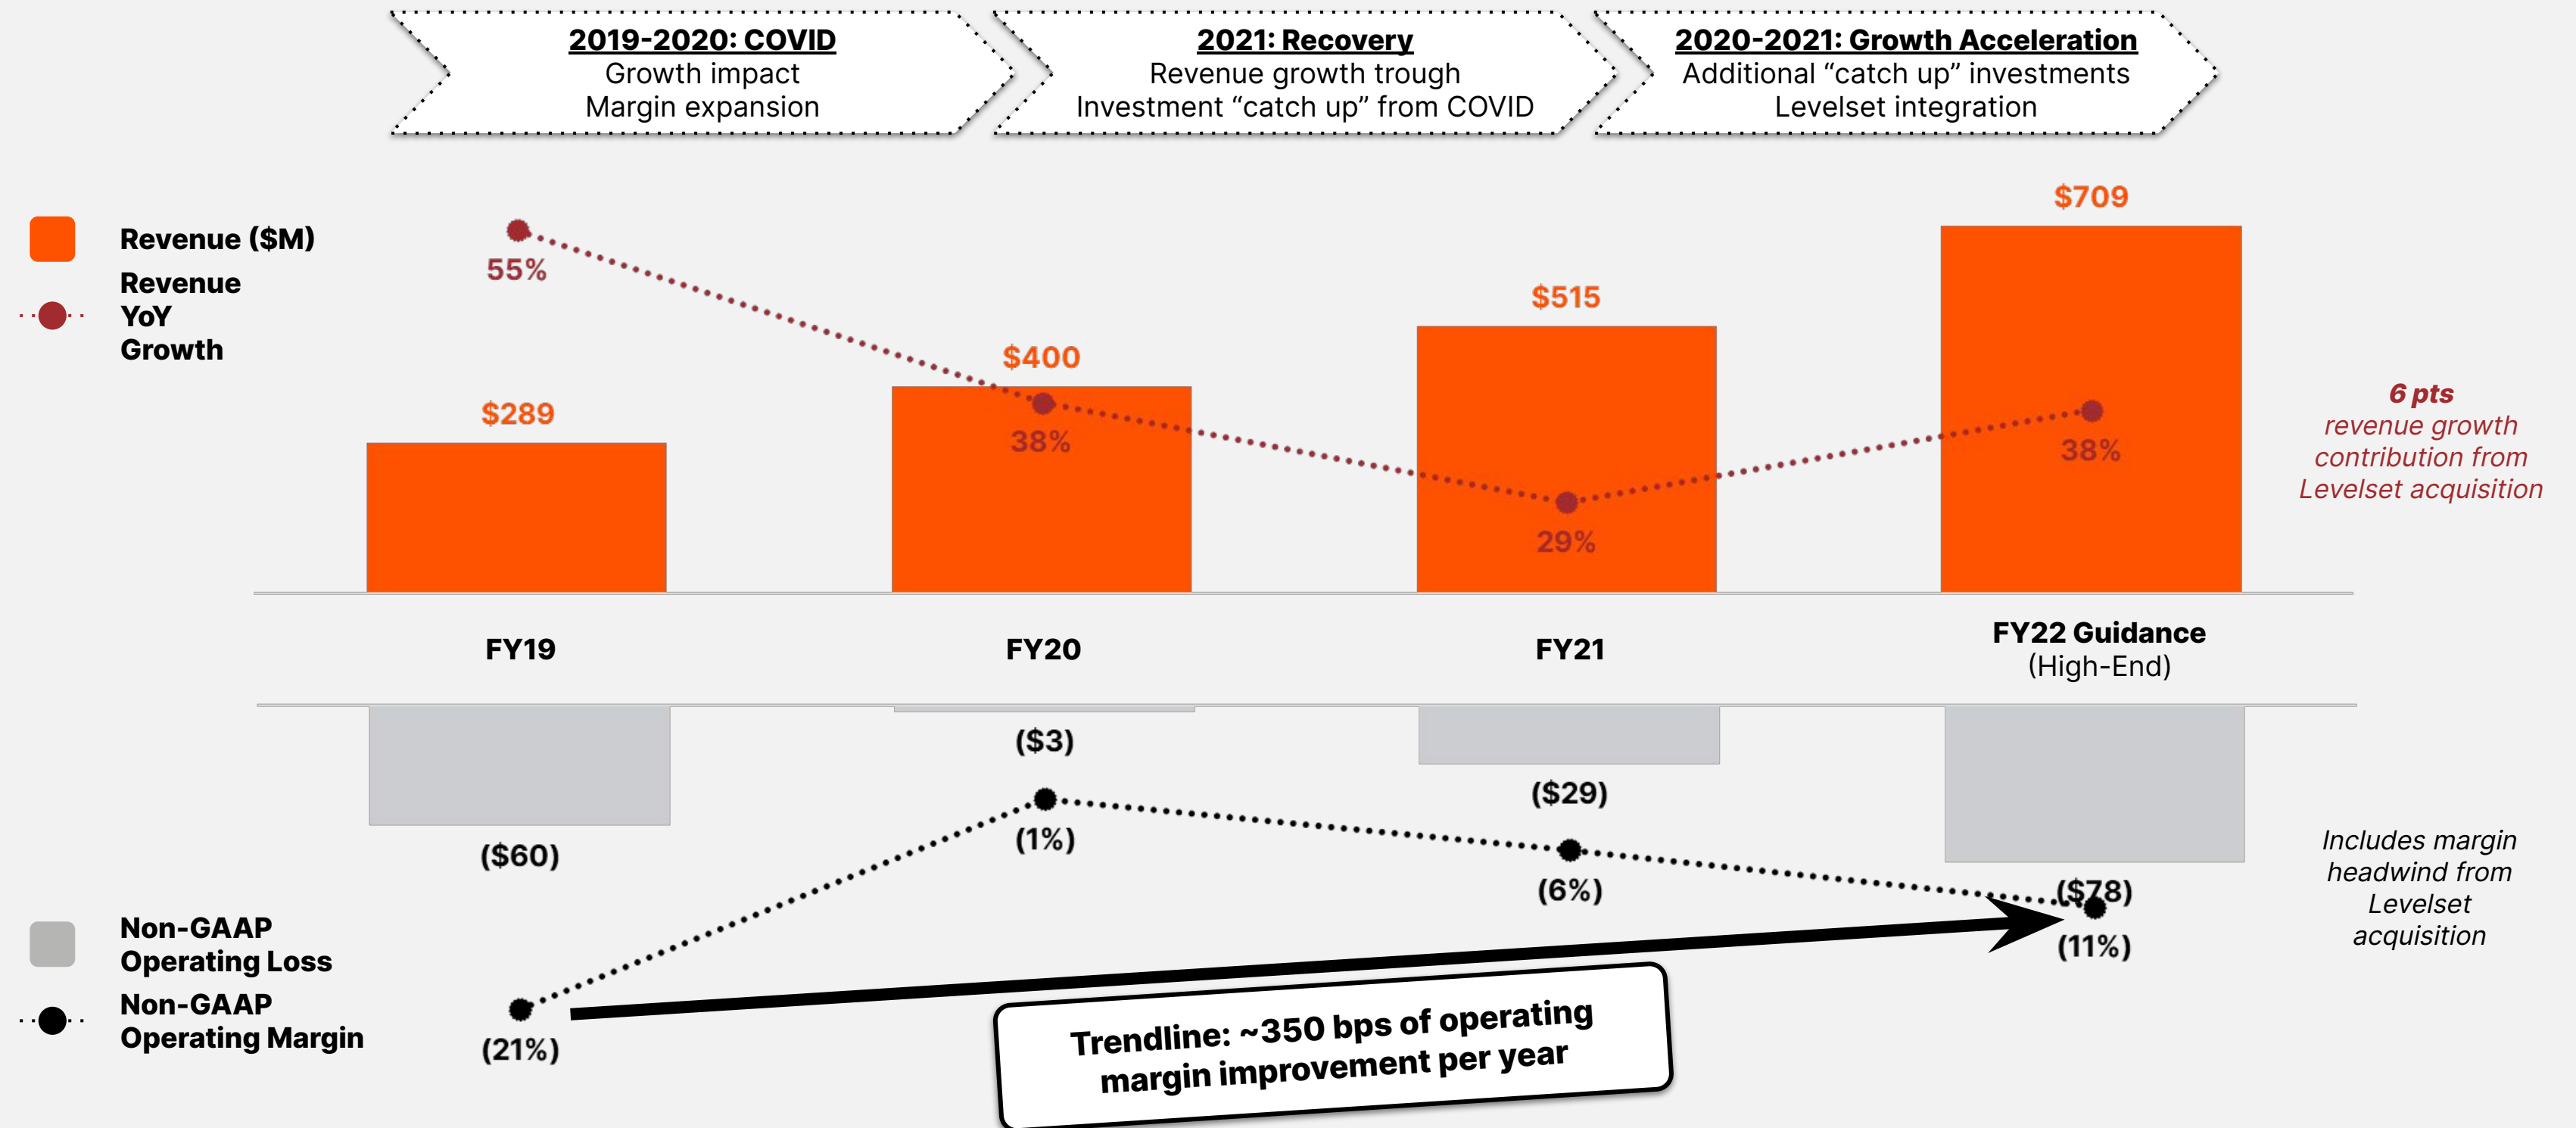 2019-2020: COVID
Growth impact
Margin expansion
2021: Recovery
Revenue growth trough
Investment “catch up” from COVID
2020-2021: Growth Acceleration
Additional “catch up” investments
Levelset integration
Revenue ($M)
Revenue
YoY
Growth
55%
$289
$400
38%
$515
29%
$709
38%
6 pts
revenue growth
contribution from
Levelset acquisition
FY19
FY20
FY21
FY22 Guidance
(High-End)
($60)
($3)
($29)
($78)
(21%)
(1%)
(6%)
(11%)
Non-GAAP
Operating Loss
Non-GAAP
Operating Margin
Includes margin
headwind from
Levelset
acquisition
Trendline: ~350 bps of operating
margin improvement per year